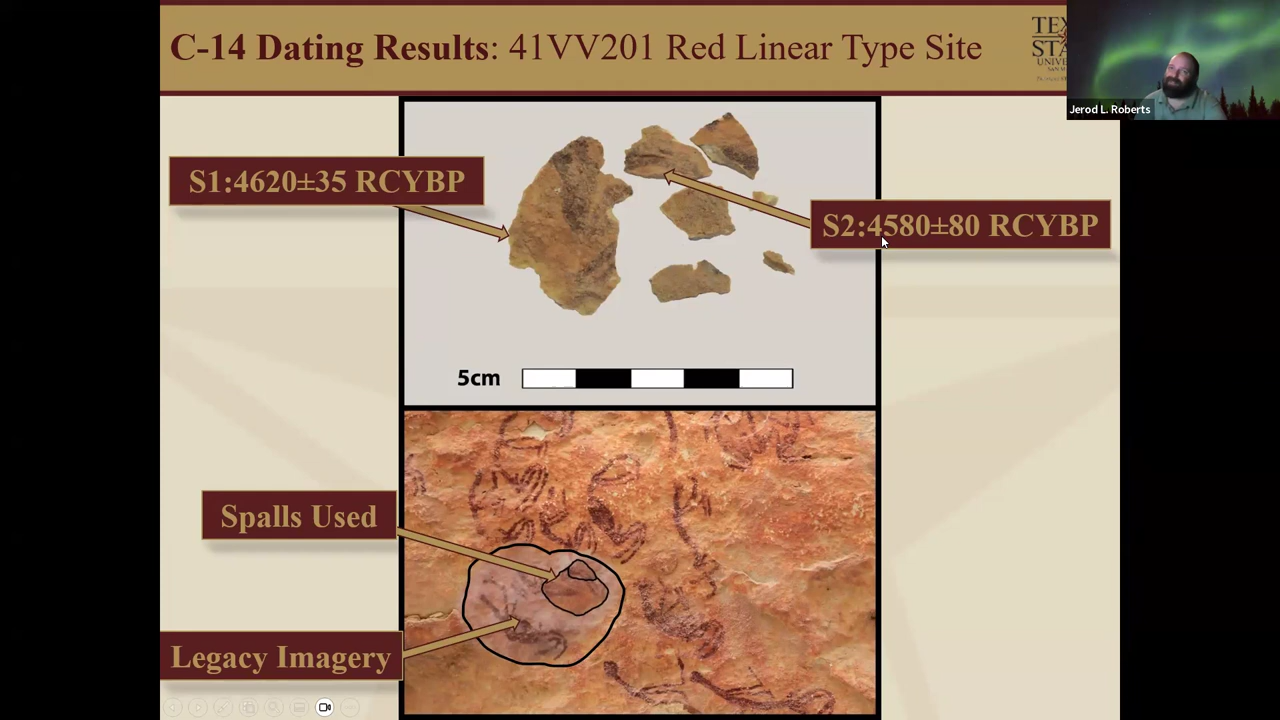 C-14 Dating Results: 41VV201 Red Linear Type Site
Jerod L. Roberts
S1:4620±35 RCYBP
S2:4580±80 RCYBP
5cm
Spalls Used
Legacy Imagery